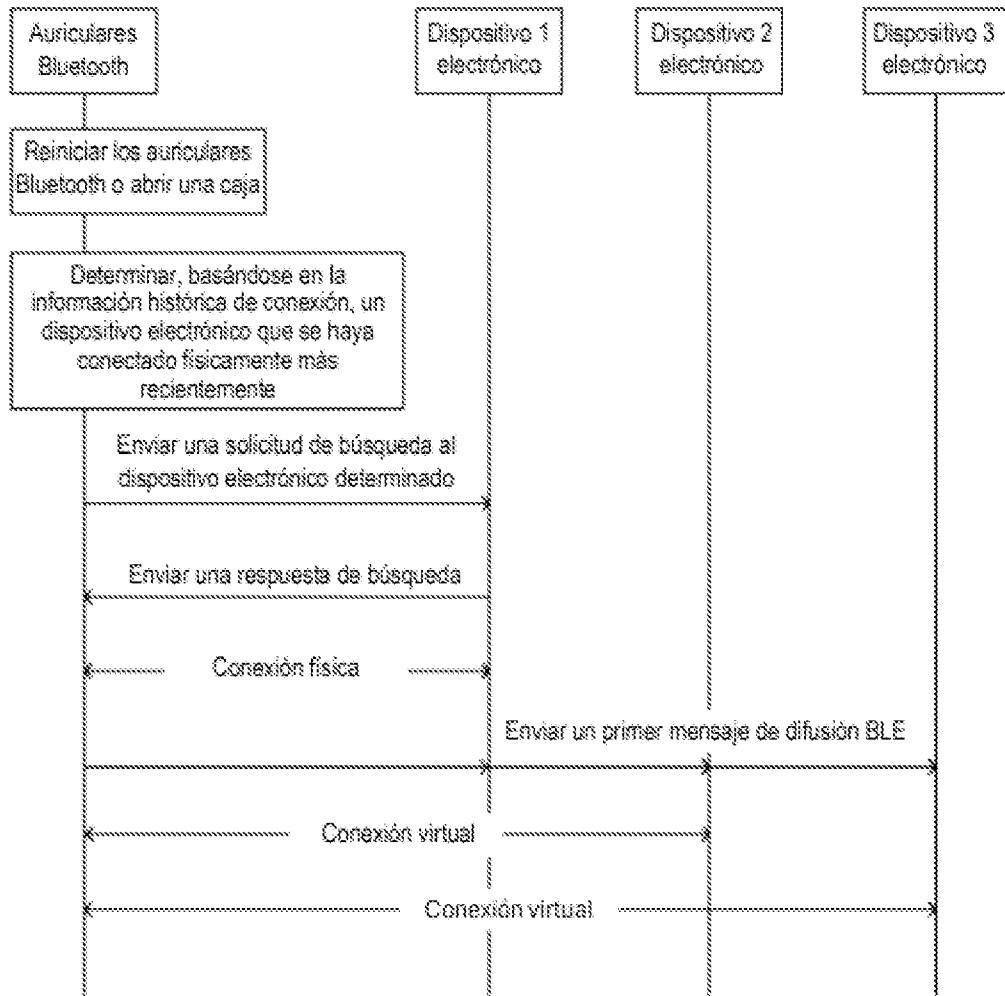 Auriculares
Bluetooth
Dispositivo 1
electrónico
Dispositivo 2
electrónico
Dispositivo 3
electrónico
Reiniciar los auriculares
Bluetooth o abrir una caja
Determinar, basándose en la
información histórica de conexión, un
dispositivo electrónico que se haya
conectado físicamente más
recientemente
Enviar una solicitud de búsqueda al
dispositivo electrónico determinado
Enviar una respuesta de búsqueda
Conexión física
Enviar un primer mensaje de difusión BLE
Conexión virtual
Conexión virtual